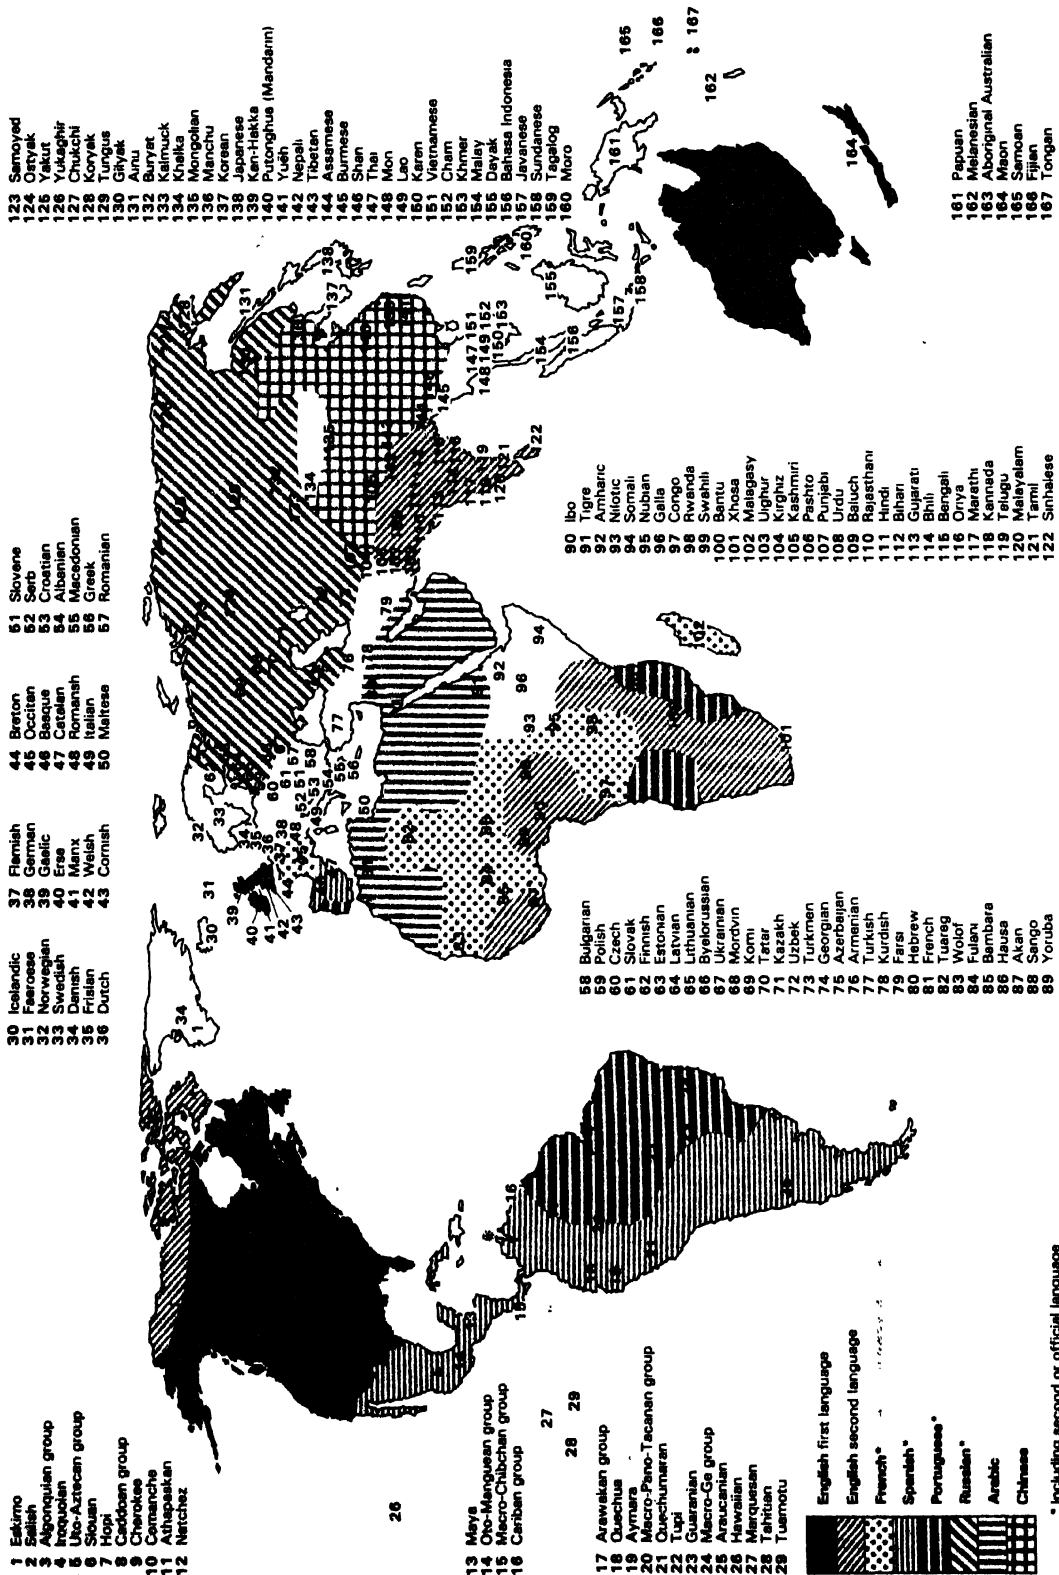 1 Eskimo
2 Salish
3 Algonquian group
4 Iroquoian
5 Uto-Aztecan group
6 Siouan
7 Hopi
8 Caddoan group
9 Cherokee
10 Comanche
11 Athapaskan
12 Natchez
13 Maya
14 Oto-Manguean group
15 Macro-Chibchan group
16 Cariban group
17 Arawakan group
18 Quechua
19 Aymara
20 Macro-Pano-Tacanan group
21 Quechumaran
22 Tupi
23 Guaranian
24 Macro-Ge group
25 Araucanian
26 Hawaiian
27 Marquesan
28 Tahitian
29 Tuamotu
30 Icelandic
31 Faeroese
32 Norwegian
33 Swedish
34 Danish
35 Frisian
36 Dutch
37 Flemish
38 German
39 Gaelic
40 Erse
41 Manx
42 Welsh
43 Cornish
44 Breton
45 Occitan
46 Basque
47 Catalan
48 Romansh
49 Italian
50 Maltese
51 Slovene
52 Serb
53 Croatian
54 Albanian
55 Macedonian
56 Greek
57 Romanian
58 Bulgarian
59 Polish
60 Czech
61 Slovak
62 Finnish
63 Estonian
64 Latvian
65 Lithuanian
66 Byelorussian
67 Ukrainian
68 Mordvin
69 Komi
70 Tatar
71 Kazakh
72 Uzbek
73 Turkmen
74 Georgian
75 Azerbaijan
76 Armenian
77 Turkish
78 Kurdish
79 Farsi
80 Hebrew
81 French
82 Tuareg
83 Wolof
84 Fulani
85 Bambara
86 Hausa
87 Akan
88 Sango
89 Yoruba
90 Ibo
91 Tigre
92 Amharic
93 Nilotic
94 Somali
95 Nubian
96 Galla
97 Congo
98 Rwanda
99 Swahili
100 Bantu
101 Xhosa
102 Malagasy
103 Uighur
104 Kirghiz
105 Kashmiri
106 Pashto
107 Punjabi
108 Urdu
109 Baluch
110 Rajasthani
111 Hindi
112 Bihari
113 Gujarati
114 Bhili
115 Bengali
116 Oriya
117 Marathi
118 Kannada
119 Telugu
120 Malayalam
121 Tamil
122 Sinhalese
123 Samoyed
124 Ostyak
125 Yakut
126 Yukaghir
127 Chukchi
128 Koryak
129 Tungus
130 Gilyak
131 Ainu
132 Buryat
133 Kalmuck
134 Khalka
135 Mongolian
136 Manchu
137 Korean
138 Japanese
139 Kan-Hakka
140 Putonghua (Mandarin)
141 Yueh
142 Nepali
143 Tibetan
144 Assamese
145 Burmese
146 Shan
147 Thai
148 Mon
149 Lao
150 Karen
151 Vietnamese
152 Cham
153 Khmer
154 Malay
155 Dayak
156 Bahasa Indonesia
157 Javanese
158 Sundanese
159 Tagalog
160 Moro
161 Papuan
162 Melanesian
163 Aboriginal Australian
164 Maori
165 Samoan
166 Fijian
167 Tongan
English first language
English second language
French*
Spanish*
Portuguese*
Russian*
Arabic
Chinese
* Including second or official language